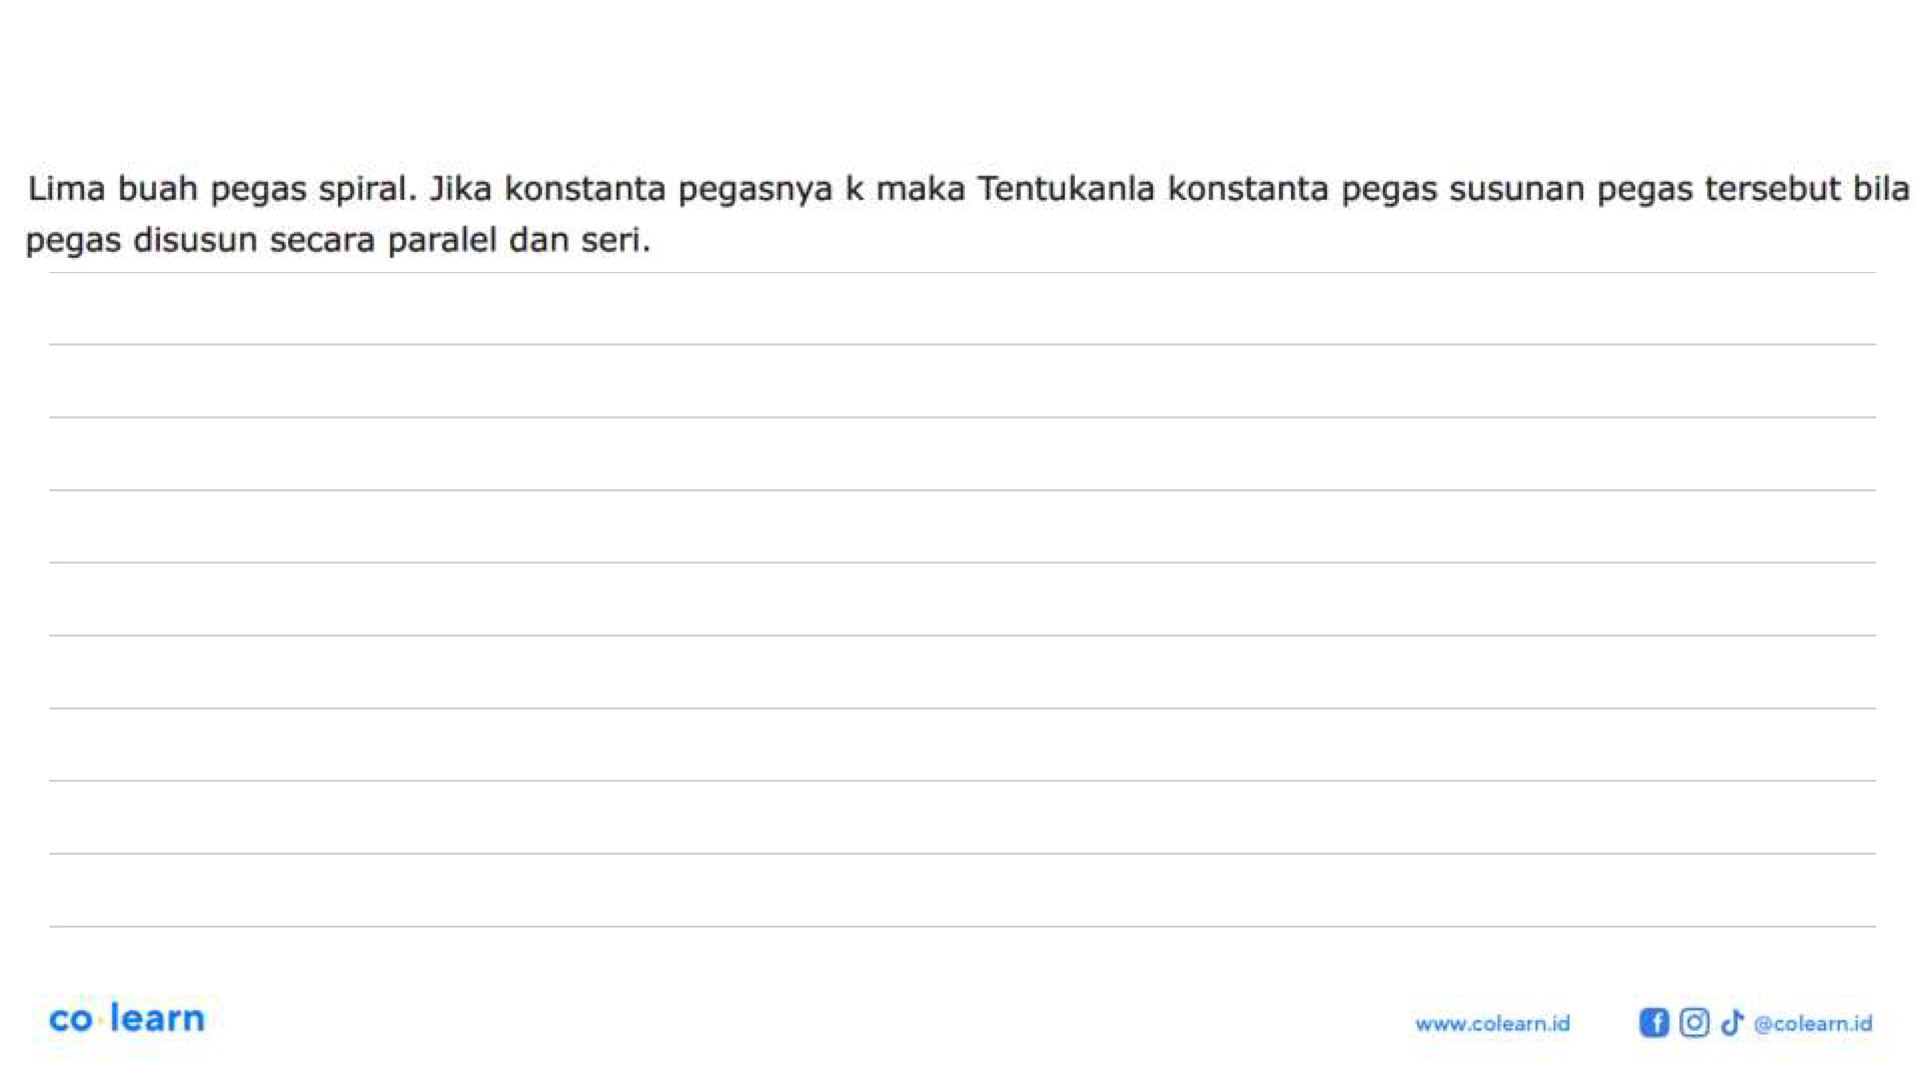 Lima buah pegas spiral. Jika konstanta pegasnya k maka Tentukanla konstanta pegas susunan pegas tersebut bila
pegas disusun secara paralel dan seri.
co learn
www.colearn.id
@colearn.id